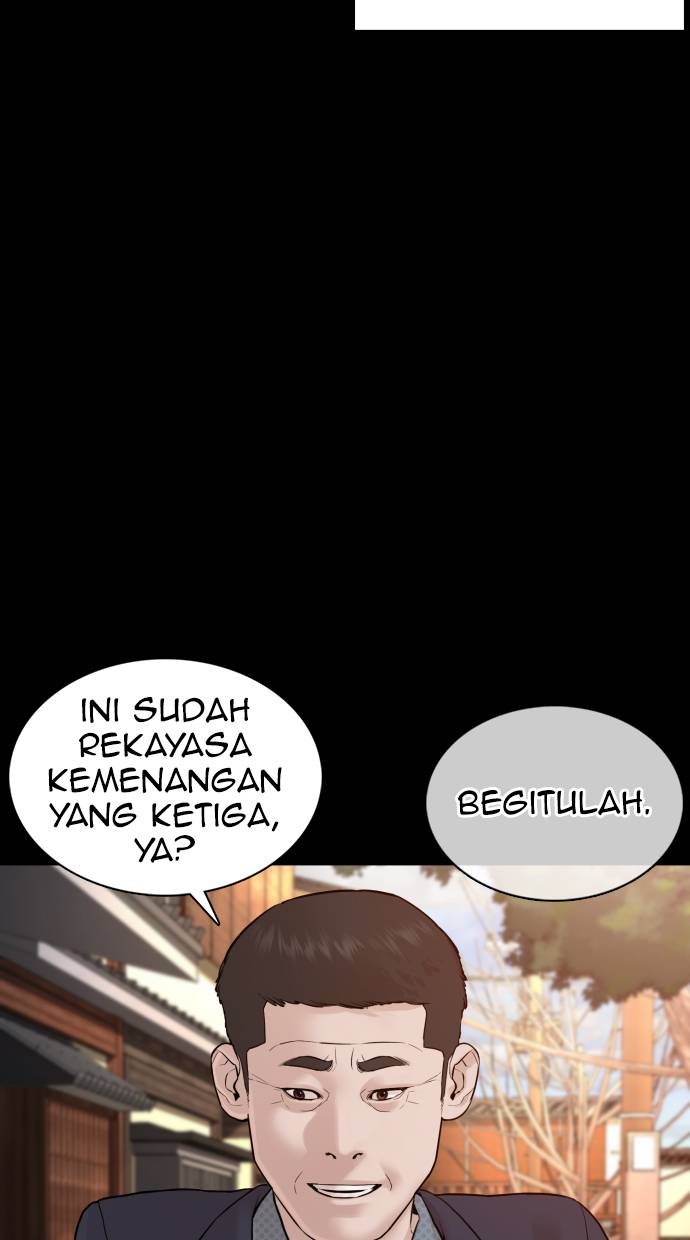 INI SUDAH
REKAYASA
KEMENANGAN
YANG KETIGA,
YA?
BEGITULAH.